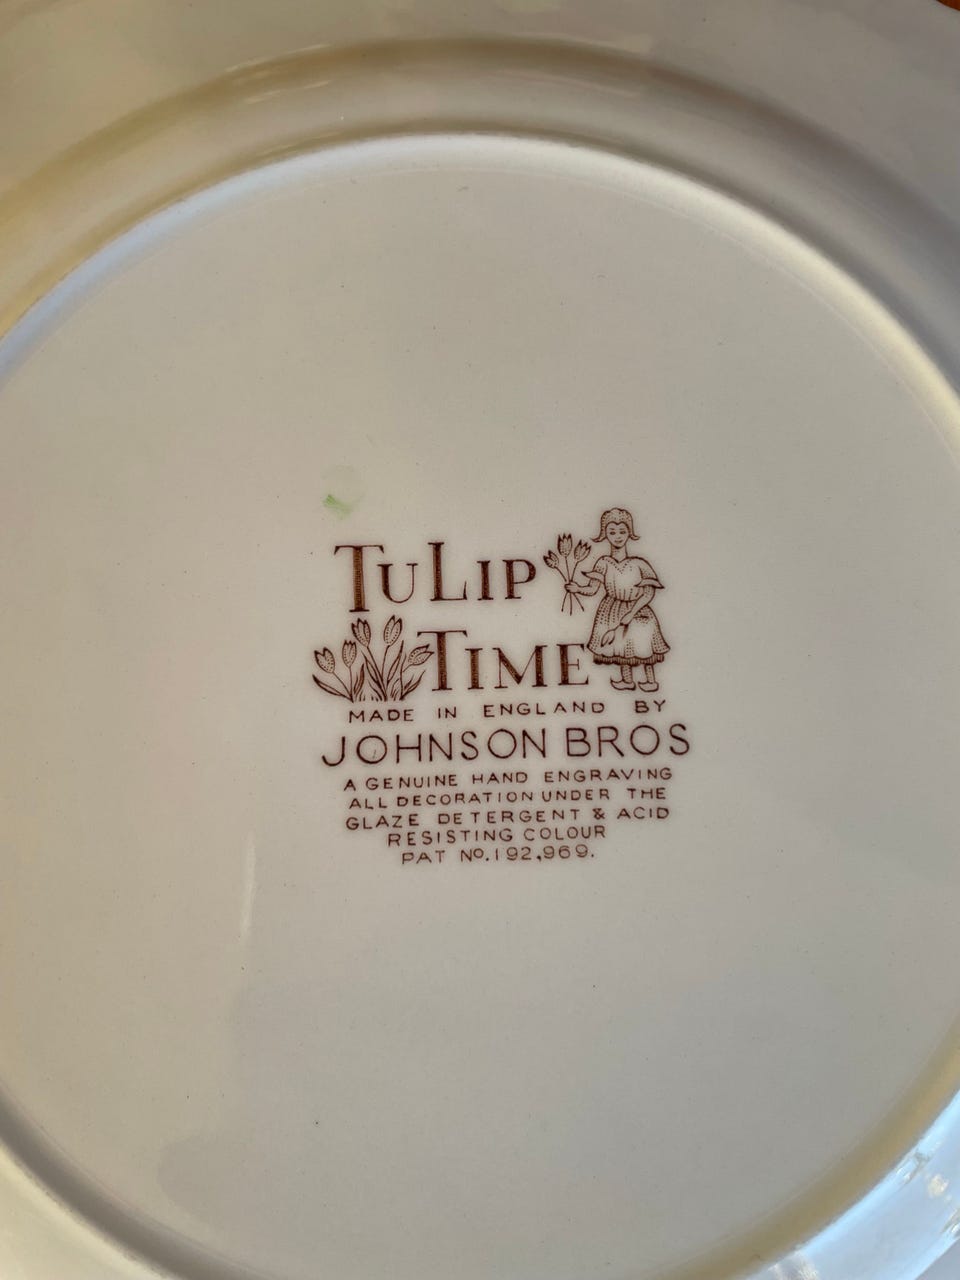 TULIP
TIME
MADE IN ENGLAND BY
JOHNSON BROS
A GENUINE HAND ENGRAVING
ALL DECORATION UNDER THE
GLAZE DETERGENT & ACID
RESISTING COLOUR
PAT No. 192,969.